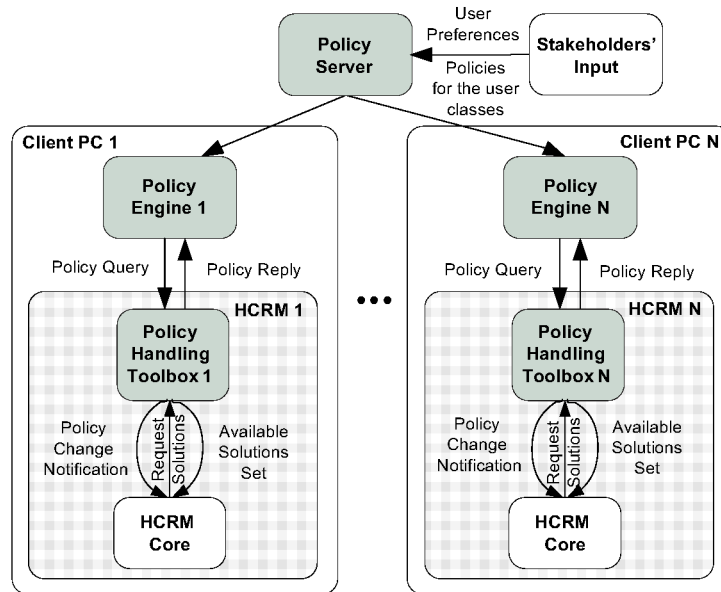 Policy
Server
User
Preferences
Policies
for the user
classes
Stakeholders'
Input
Client PC 1
Policy
Engine 1
Policy Query
Policy Reply
HCRM 1
Policy
Handling
Toolbox 1
Policy
Change
Notification
Request
Solutions
Available
Solutions
Set
HCRM
Core
•••
Client PC N
Policy
Engine N
Policy Query
Policy Reply
HCRM N
Policy
Handling
Toolbox N
Policy
Change
Notification
Request
Solutions
Available
Solutions
Set
HCRM
Core